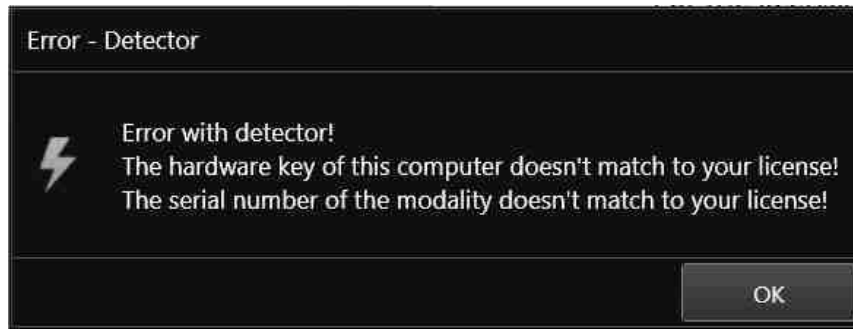 Error - Detector
Error with detector!
The hardware key of this computer doesn't match to your license!
The serial number of the modality doesn't match to your license!
OK